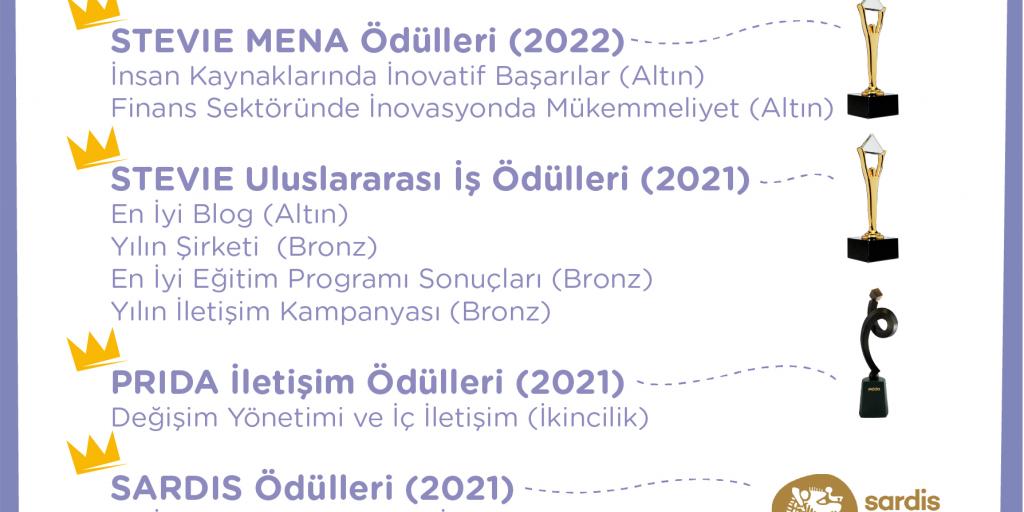 STEVIE MENA Ödülleri (2022)
İnsan Kaynaklarında İnovatif Başarılar (Altın)
Finans Sektöründe İnovasyonda Mükemmeliyet (Altın)
STEVIE Uluslararası İş Ödülleri (2021)
En İyi Blog (Altın)
Yılın Şirketi (Bronz)
En İyi Eğitim Programı Sonuçları (Bronz)
Yılın İletişim Kampanyası (Bronz)
PRIDA İletişim Ödülleri (2021)
Değişim Yönetimi ve İç İletişim (İkincilik)
SARDIS Ödülleri (2021)
sardis